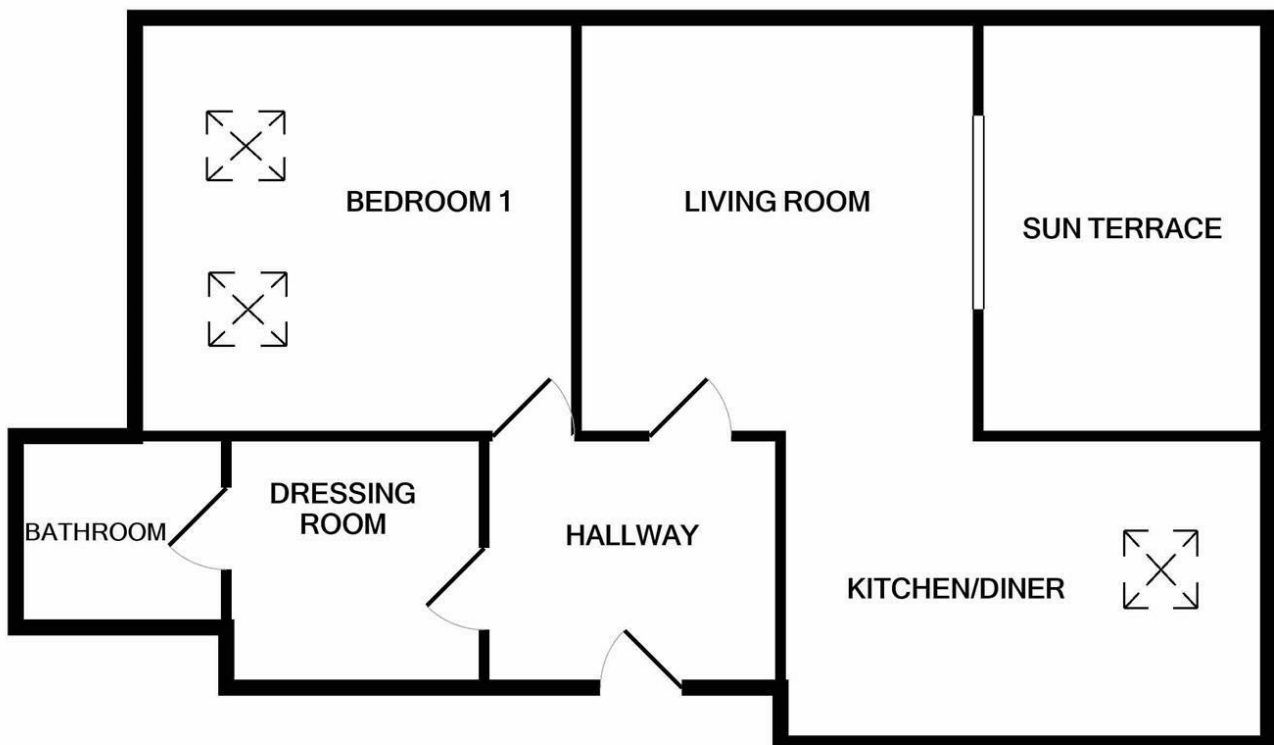 BEDROOM 1
LIVING ROOM
SUN TERRACE
DRESSING
ROOM
BATHROOM
HALLWAY
KITCHEN/DINER